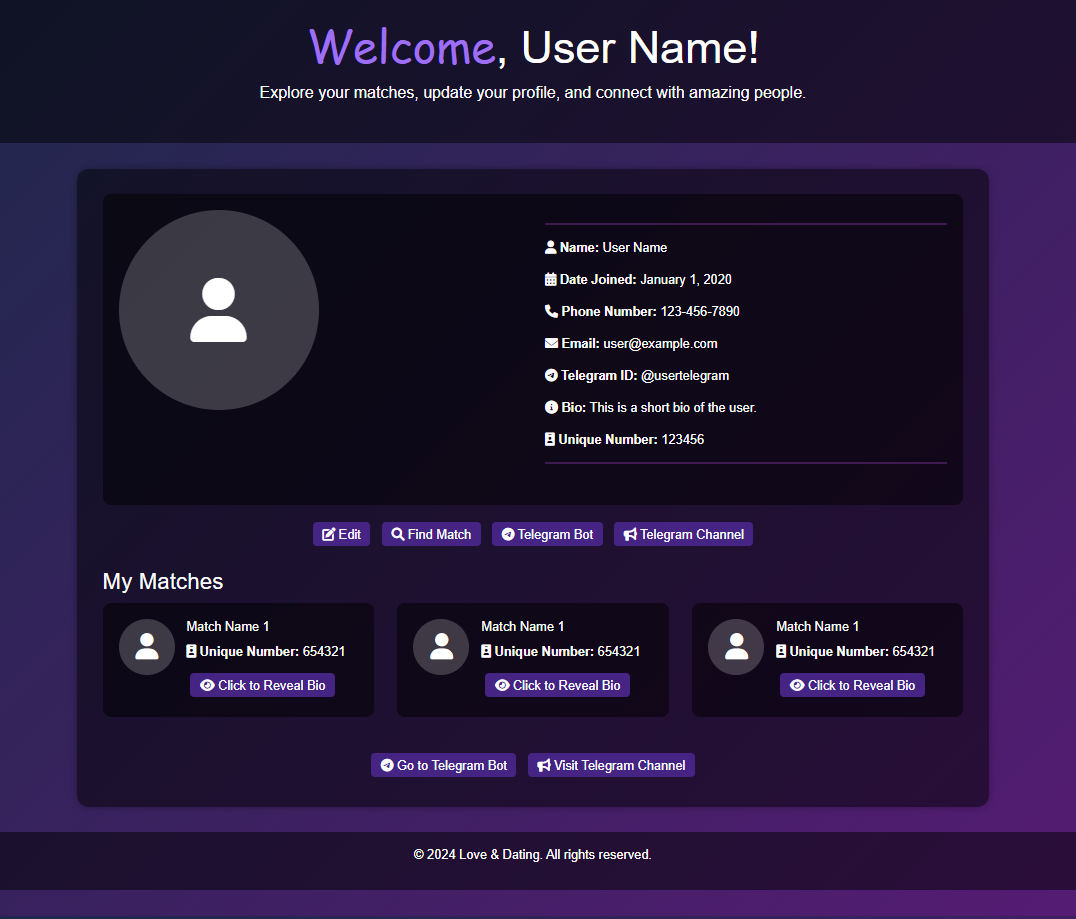 Welcome, User Name!
Explore your matches, update your profile, and connect with amazing people.
Name: User Name
Date Joined: January 1, 2020
Phone Number: 123-456-7890
Email: user@example.com
Telegram ID: @usertelegram
Bio: This is a short bio of the user.
Unique Number: 123456
Edit Find Match Telegram Bot Telegram Channel
My Matches
Match Name 1
Unique Number: 654321
Click to Reveal Bio
Match Name 1
Unique Number: 654321
Click to Reveal Bio
Match Name 1
Unique Number: 654321
Click to Reveal Bio
Go to Telegram Bot Visit Telegram Channel
© 2024 Love & Dating. All rights reserved.